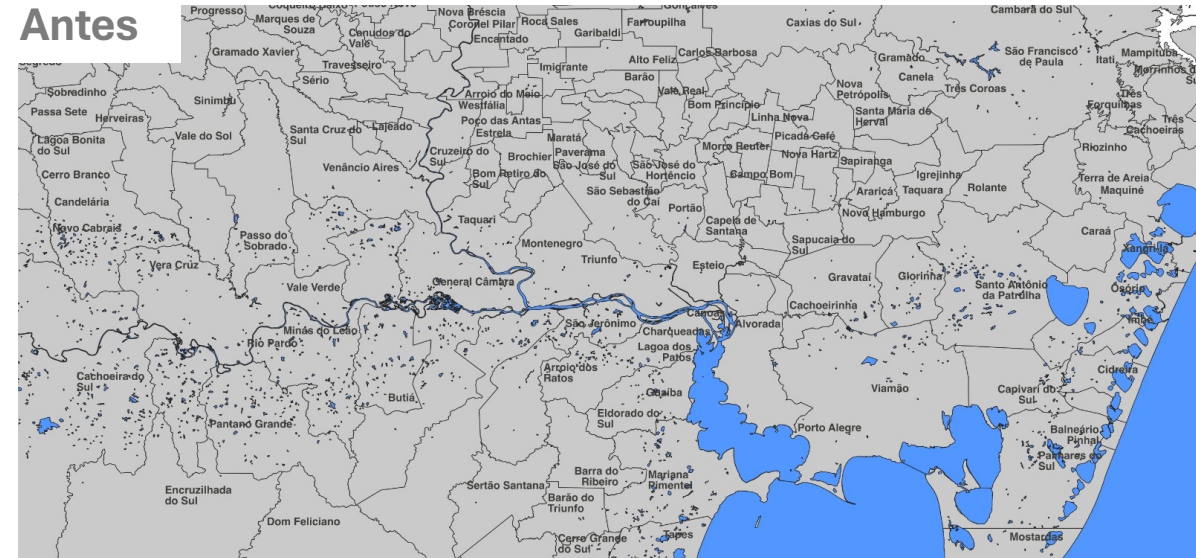 Antes
Progresso
Marques de
Souza
Canudos do
Vale
Nova Bréscia
Coronel Pilar
Encantado
Roca Sales
Farroupilha
Garibaldi
Caxias do Sul
Cambará do Sul
Gramado Xavier
Travesseiro
Sério
Imigrante
Alto Feliz
Carlos Barbosa
Barão
Gramado
Canela
São Francisco
de Paula
Itati
Mampituba
Sobradinho
Sinimbu
Passa Sete
Herveiras
Arroio do Meio
Westfália
Vale Real
Bom Princípio
Nova
Petrópolis
Três Coroas
Três
Forquilhas
Lagoa Bonita
do Sul
Vale do Sol
Santa Cruz do
Sul
Lajeado
Poço das Antas
Estrela
Linha Nova
Santa Maria de
Herval
Três
Cachoeiras
Cerro Branco
Venâncio Aires
Cruzeiro do
Sul
Brochier
Maratá
Paverama
São José do
Sul
São José do
Hortêncio
Morro Reuter
Picada Café
Nova Hartz
Sapiranga
Riozinho
Candelária
Bom Retiro do
Sul
São Sebastião
do Caí
Campo Bom
Araricá
Igrejinha
Taquara
Rolante
Terra de Areia
Maquiné
Novo Cabrais
Passo do
Sobrado
Taquari
Portão
Capela de
Santana
Novo Hamburgo
Caraá
Vera Cruz
Montenegro
Triunfo
Sapucaia do
Sul
Xangri-lá
Vale Verde
General Câmara
Esteio
Gravataí
Glorinha
Santo Antônio
da Patrulha
Osório
Minas do Leão
Rio Pardo
São Jerônimo
Canoas
Charqueadas
Alvorada
Cachoeirinha
Imbé
Cachoeira do
Sul
Arroio dos
Ratos
Lagoa dos
Patos
Cidreira
Butiá
Guaíba
Viamão
Capivari do
Sul
Pantano Grande
Eldorado do
Sul
Porto Alegre
Balneário
Pinhal
Palmares do
Sul
Encruzilhada
do Sul
Sertão Santana
Barra do
Ribeiro
Mariana
Pimentel
Barão do
Triunfo
Dom Feliciano
Cerro Grande
do Sul
Tapes
Mostardas